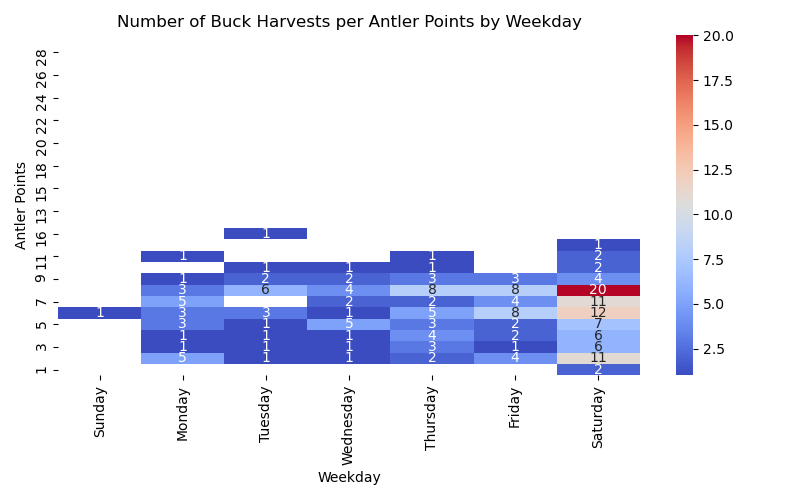 Number of Buck Harvests per Antler Points by Weekday
Antler Points
28
26
24
22
20
18
15
13
16
11
9
7
5
3
1
1
1
1 1 2
1 1 1 2
1 2 2 3 3 4
3 6 4 8 8 20
5 2 2 4 11
1 3 3 1 5 8 12
3 1 5 3 2 7
1 1 1 4 2 6
1 1 1 3 1 6
5 1 1 2 4 11
2
Sunday
Monday
Tuesday
Wednesday
Thursday
Friday
Saturday
Weekday
20.0
17.5
15.0
12.5
10.0
7.5
5.0
2.5